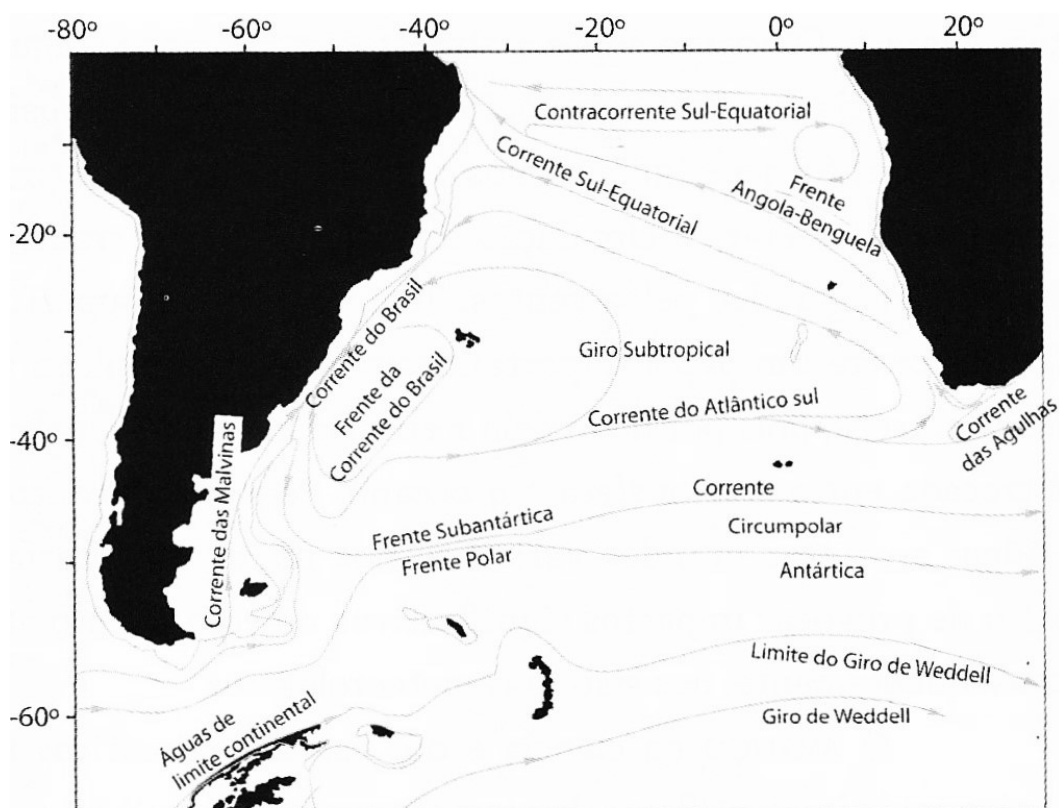 -80º -60º -40º -20º 0º 20º
Contracorrente Sul-Equatorial
Corrente Sul-Equatorial
Frente
Angola-Benguela
-20º
Corrente do Brasil
Frente da
Corrente do Brasil
Giro Subtropical
Corrente do Atlântico sul
Corrente
das Agulhas
-40º
Corrente das Malvinas
Corrente
Frente Subantártica
Circumpolar
Frente Polar
Antártica
Limite do Giro de Weddell
-60º
Giro de Weddell
Águas de
limite continental